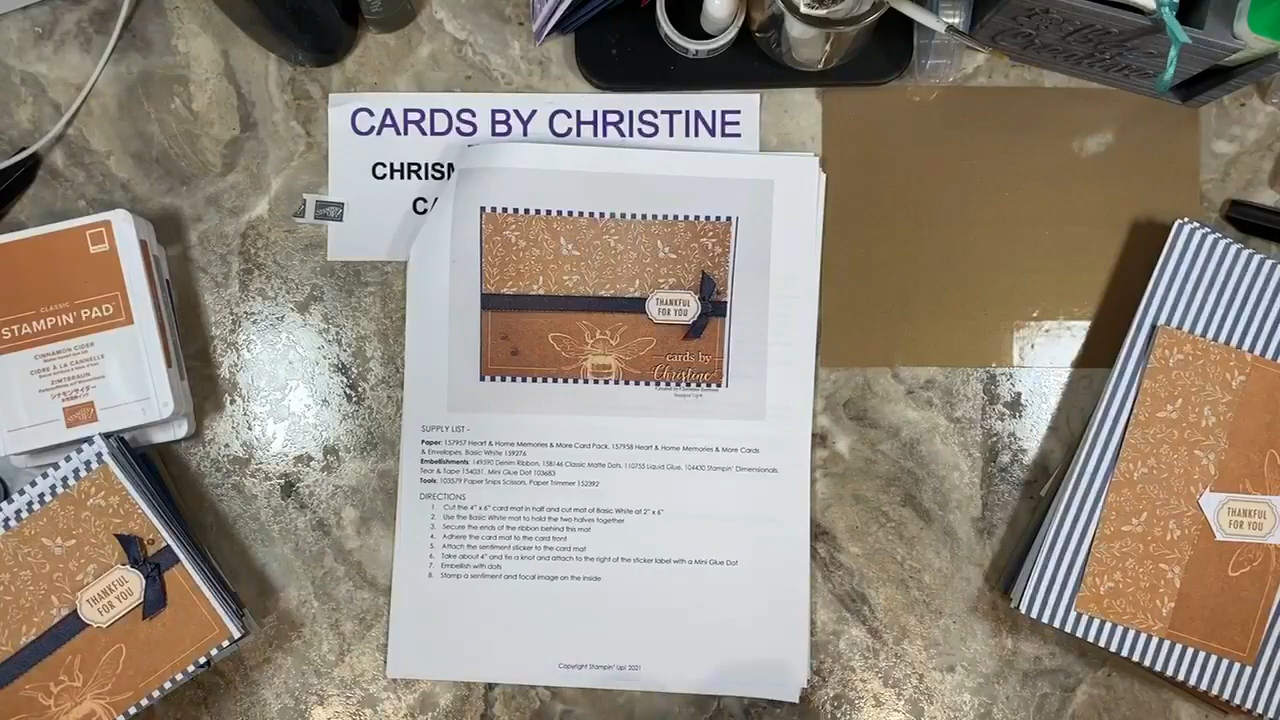 CARDS BY CHRISTINE
CHRISM
CA
THANKFUL
FOR YOU
cards by
Christine
SUPPLY LIST -
Paper: 157957 Heart & Home Memories & More Card Pack, 157958 Heart & Home Memories & More Cards
& Envelopes, Basic White 159276
Embellishments: 149590 Denim Ribbon, 158146 Classic Matte Dots, 110755 Liquid Glue, 104430 Stampin' Dimensionals,
Tear & Tape 154031, Mini Glue Dot 103683
Tools: 103579 Paper Snips Scissors, Paper Trimmer 152392
DIRECTIONS
1. Cut the 4" x 6" card mat in half and cut mat of Basic White at 2" x 6"
2. Use the Basic White mat to hold the two halves together
3. Secure the ends of the ribbon behind this mat
4. Adhere the card mat to the card front
5. Attach the sentiment sticker to the card mat
6. Take about 4" and tie a knot and attach to the right of the sticker label with a Mini Glue Dot
7. Embellish with dots
8. Stamp a sentiment and focal image on the inside
Copyright Stampin' Up! 2021
CLASSIC
STAMPIN' PAD
CINNAMON CIDER
CIDRE À LA CANNELLE
ZIMTBRAUN
シナモンサイダー
THANKFUL
FOR YOU
THANKFUL
FOR YOU